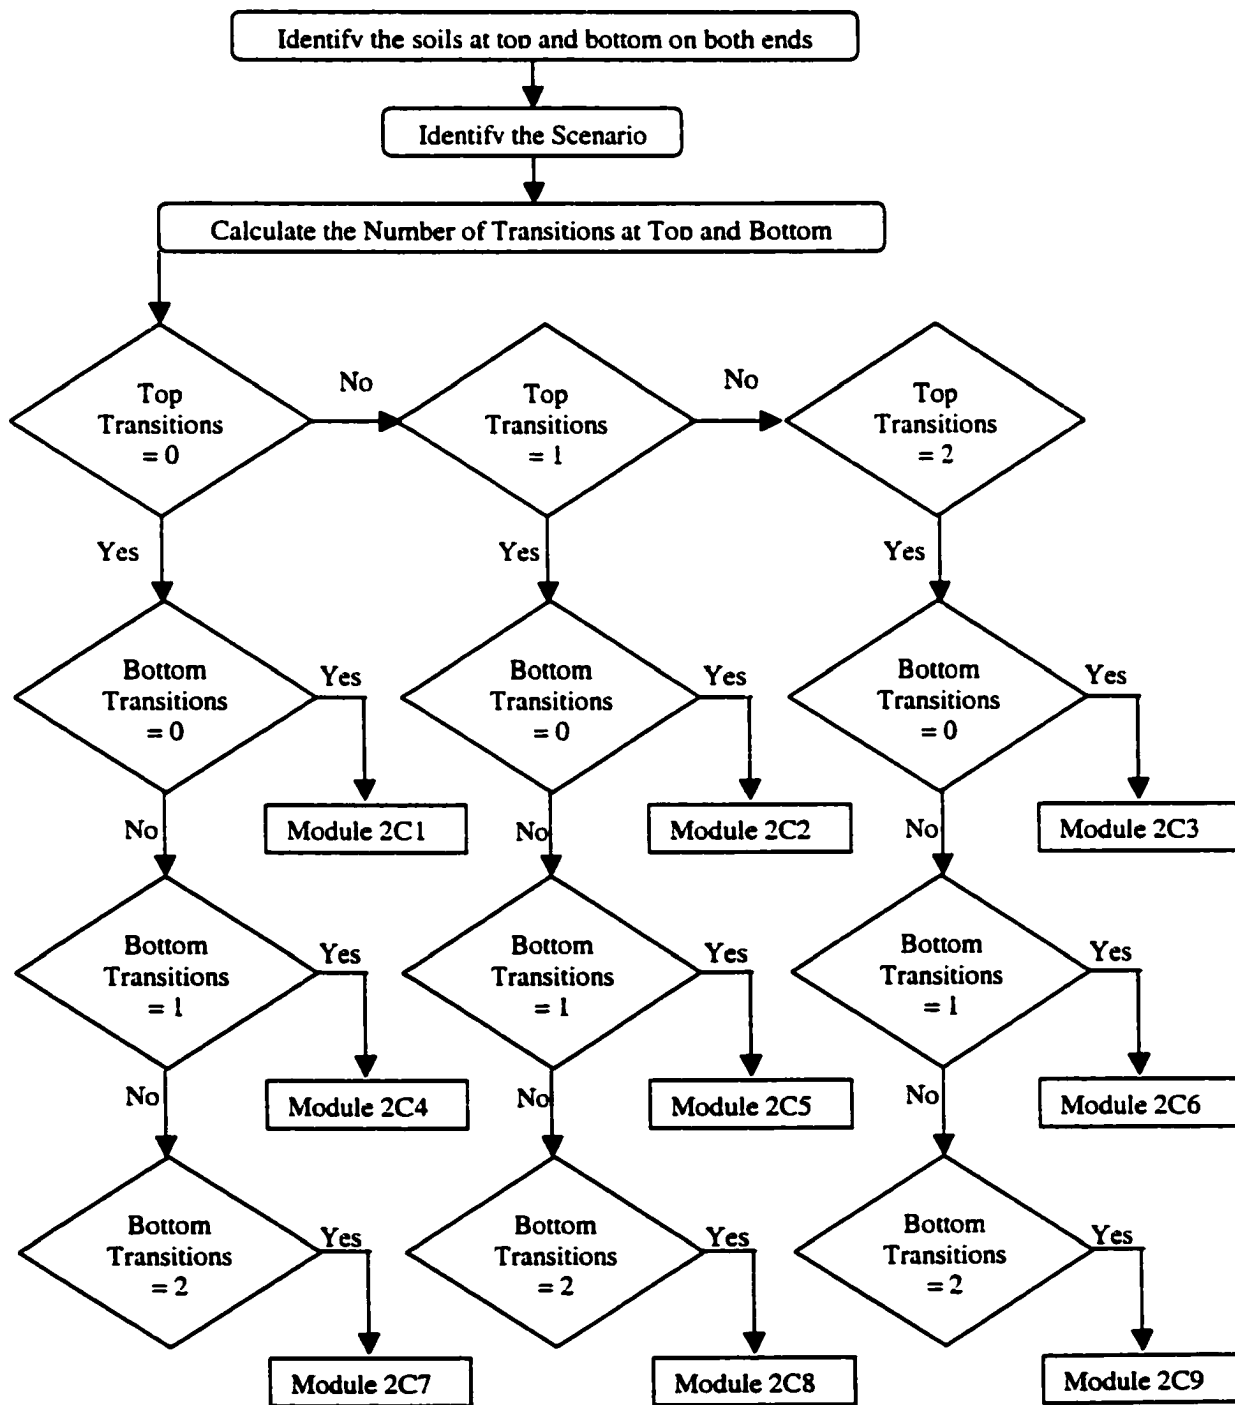 Identify the soils at top and bottom on both ends
Identify the Scenario
Calculate the Number of Transitions at Top and Bottom
Top
Transitions
= 0
No
Top
Transitions
= 1
No
Top
Transitions
= 2
Yes
Yes
Yes
Bottom
Transitions
= 0
Yes
Bottom
Transitions
= 0
Yes
Bottom
Transitions
= 0
Yes
No
Module 2C1
No
Module 2C2
No
Module 2C3
Bottom
Transitions
= 1
Yes
Bottom
Transitions
= 1
Yes
Bottom
Transitions
= 1
Yes
No
Module 2C4
No
Module 2C5
No
Module 2C6
Bottom
Transitions
= 2
Yes
Bottom
Transitions
= 2
Yes
Bottom
Transitions
= 2
Yes
Module 2C7
Module 2C8
Module 2C9